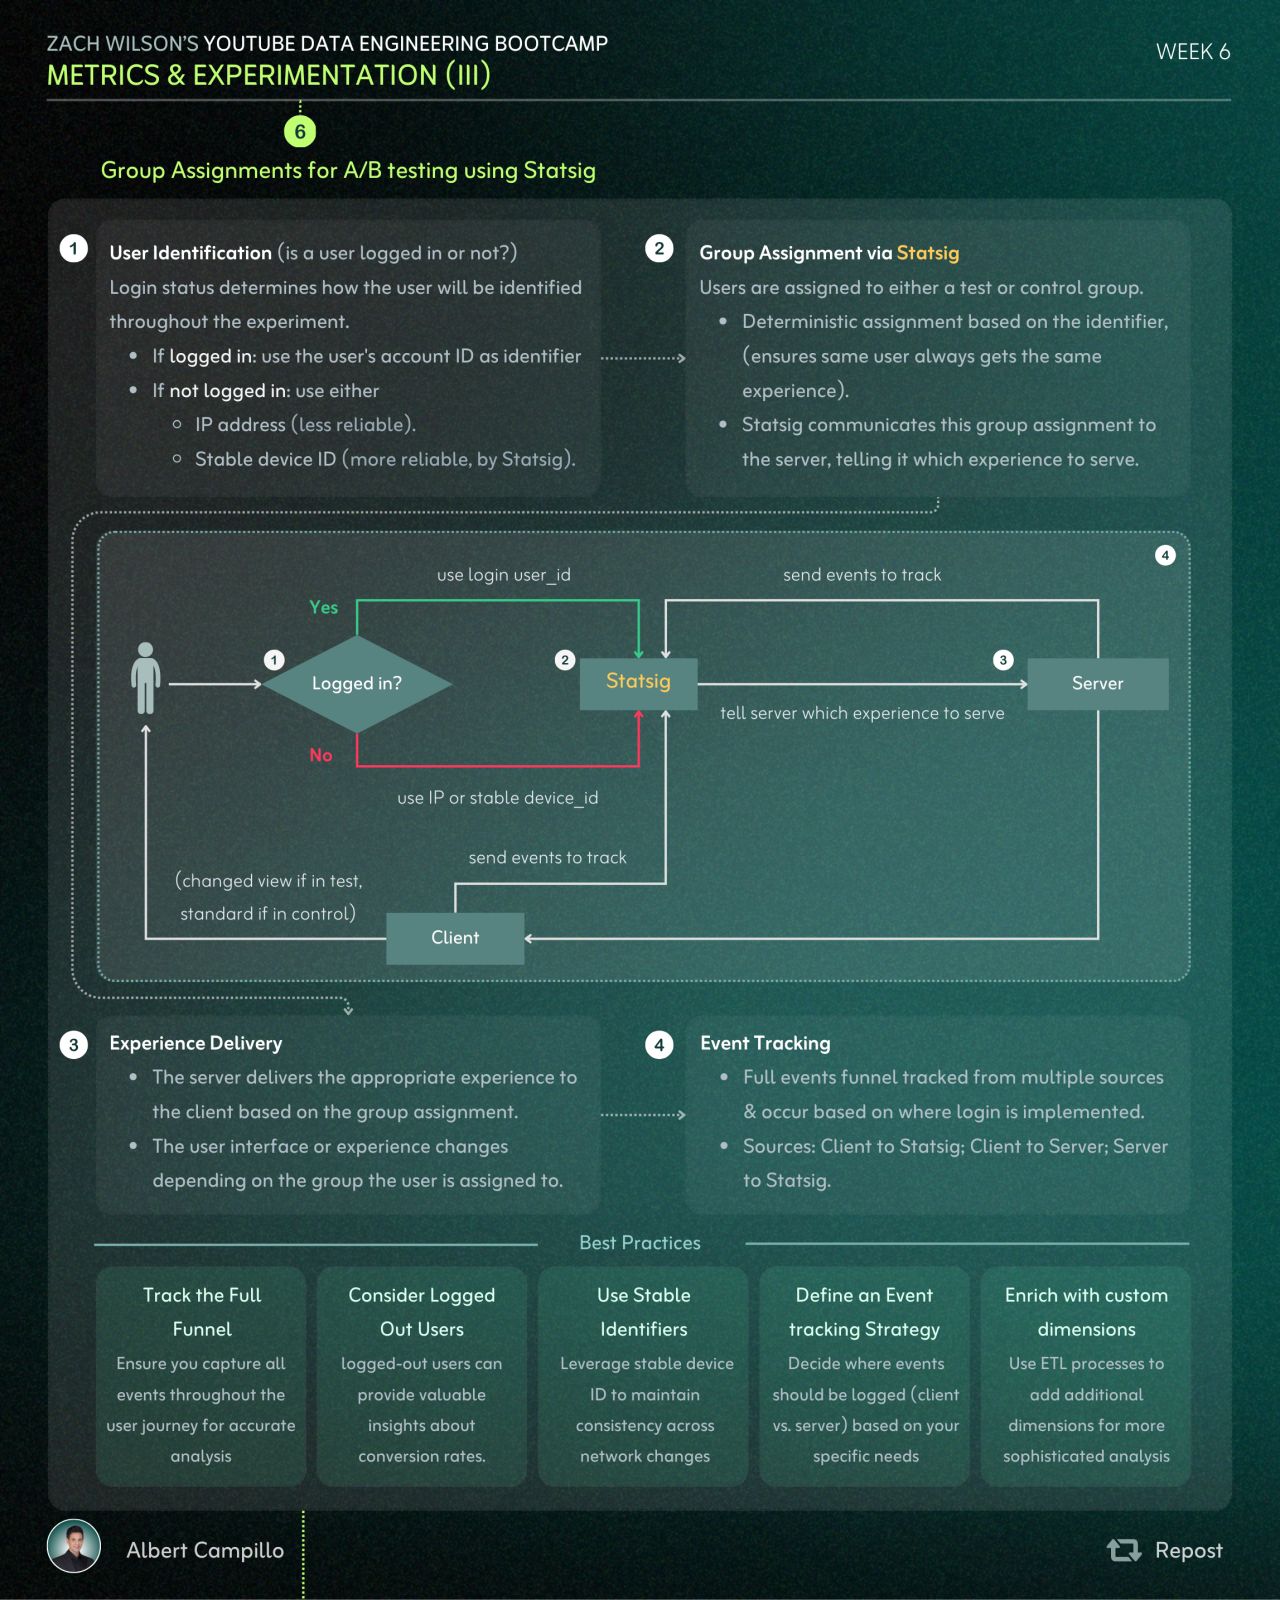 ZACH WILSON'S YOUTUBE DATA ENGINEERING BOOTCAMP
METRICS & EXPERIMENTATION (III)
WEEK 6
6
Group Assignments for A/B testing using Statsig
1
User Identification (is a user logged in or not?)
Login status determines how the user will be identified
throughout the experiment.
• If logged in: use the user's account ID as identifier
• If not logged in: use either
○ IP address (less reliable).
○ Stable device ID (more reliable, by Statsig).
2
Group Assignment via Statsig
Users are assigned to either a test or control group.
• Deterministic assignment based on the identifier,
(ensures same user always gets the same
experience).
• Statsig communicates this group assignment to
the server, telling it which experience to serve.
4
use login user_id
send events to track
Yes
1
Logged in?
2
Statsig
3
Server
tell server which experience to serve
No
use IP or stable device_id
send events to track
(changed view if in test,
standard if in control)
Client
3
Experience Delivery
• The server delivers the appropriate experience to
the client based on the group assignment.
• The user interface or experience changes
depending on the group the user is assigned to.
4
Event Tracking
• Full events funnel tracked from multiple sources
& occur based on where login is implemented.
• Sources: Client to Statsig; Client to Server; Server
to Statsig.
Best Practices
Track the Full
Funnel
Ensure you capture all
events throughout the
user journey for accurate
analysis
Consider Logged
Out Users
logged-out users can
provide valuable
insights about
conversion rates.
Use Stable
Identifiers
Leverage stable device
ID to maintain
consistency across
network changes
Define an Event
tracking Strategy
Decide where events
should be logged (client
vs. server) based on your
specific needs
Enrich with custom
dimensions
Use ETL processes to
add additional
dimensions for more
sophisticated analysis
Albert Campillo
Repost